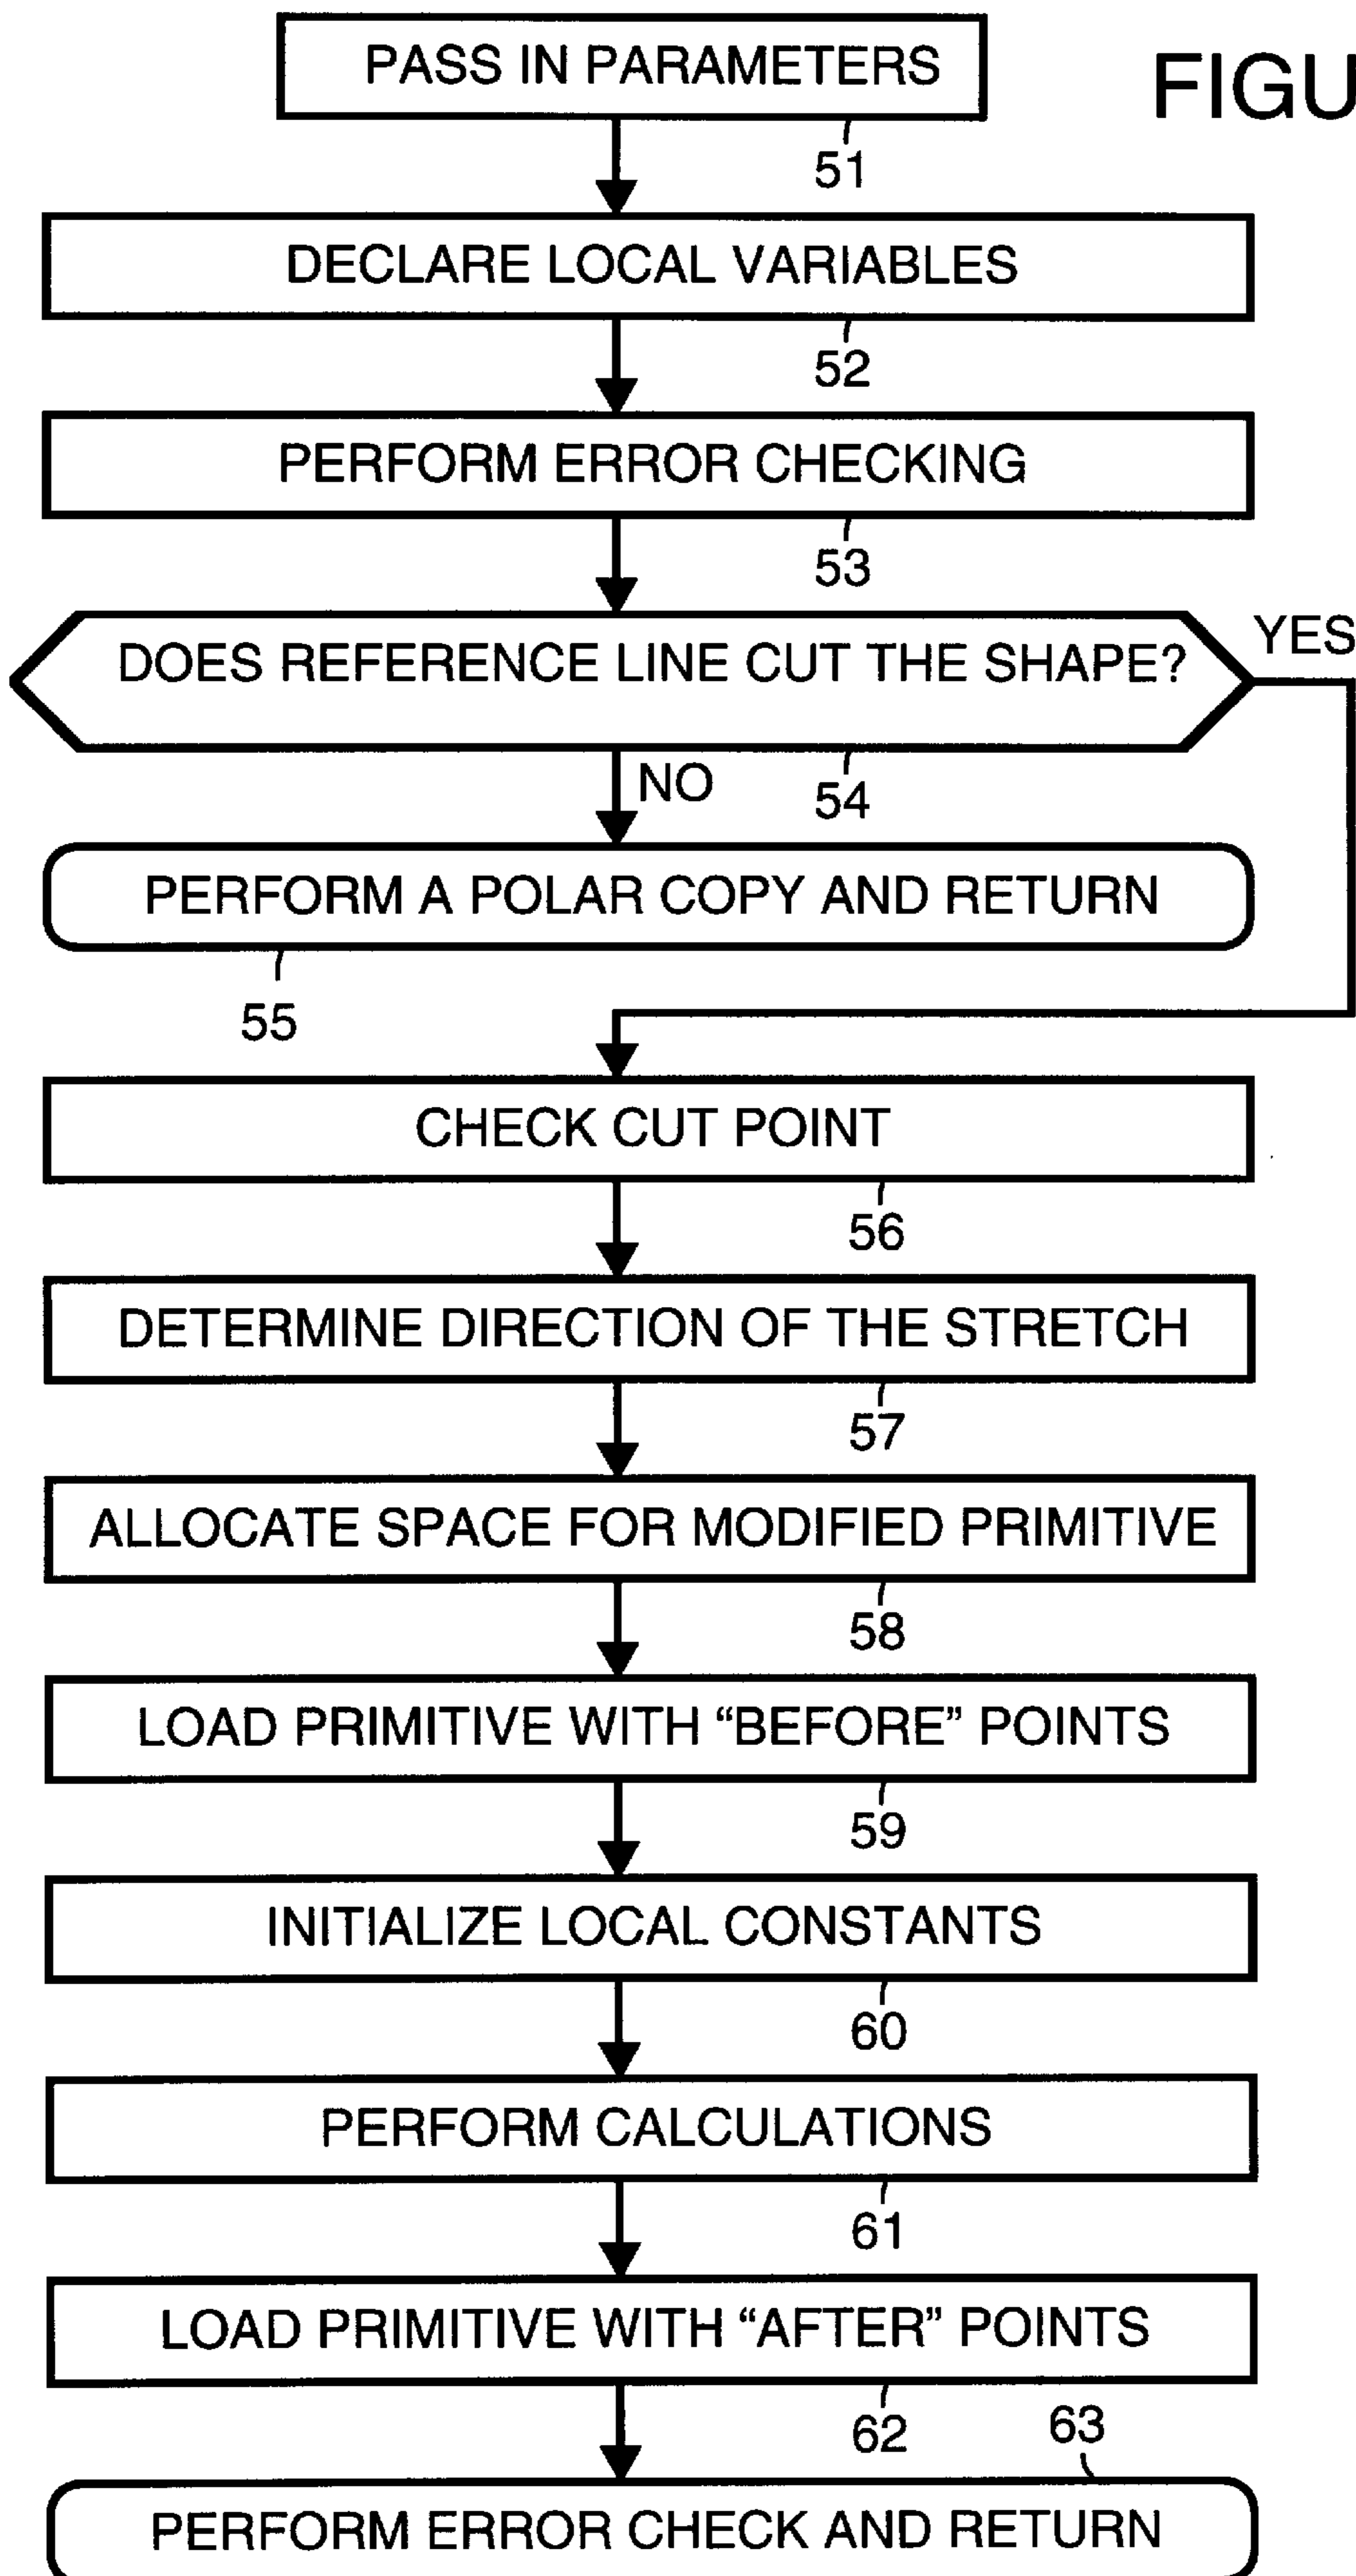 PASS IN PARAMETERS
FIGU
51
DECLARE LOCAL VARIABLES
52
PERFORM ERROR CHECKING
53
DOES REFERENCE LINE CUT THE SHAPE?
YES
NO
54
PERFORM A POLAR COPY AND RETURN
55
CHECK CUT POINT
56
DETERMINE DIRECTION OF THE STRETCH
57
ALLOCATE SPACE FOR MODIFIED PRIMITIVE
58
LOAD PRIMITIVE WITH “BEFORE” POINTS
59
INITIALIZE LOCAL CONSTANTS
60
PERFORM CALCULATIONS
61
LOAD PRIMITIVE WITH “AFTER” POINTS
62
63
PERFORM ERROR CHECK AND RETURN